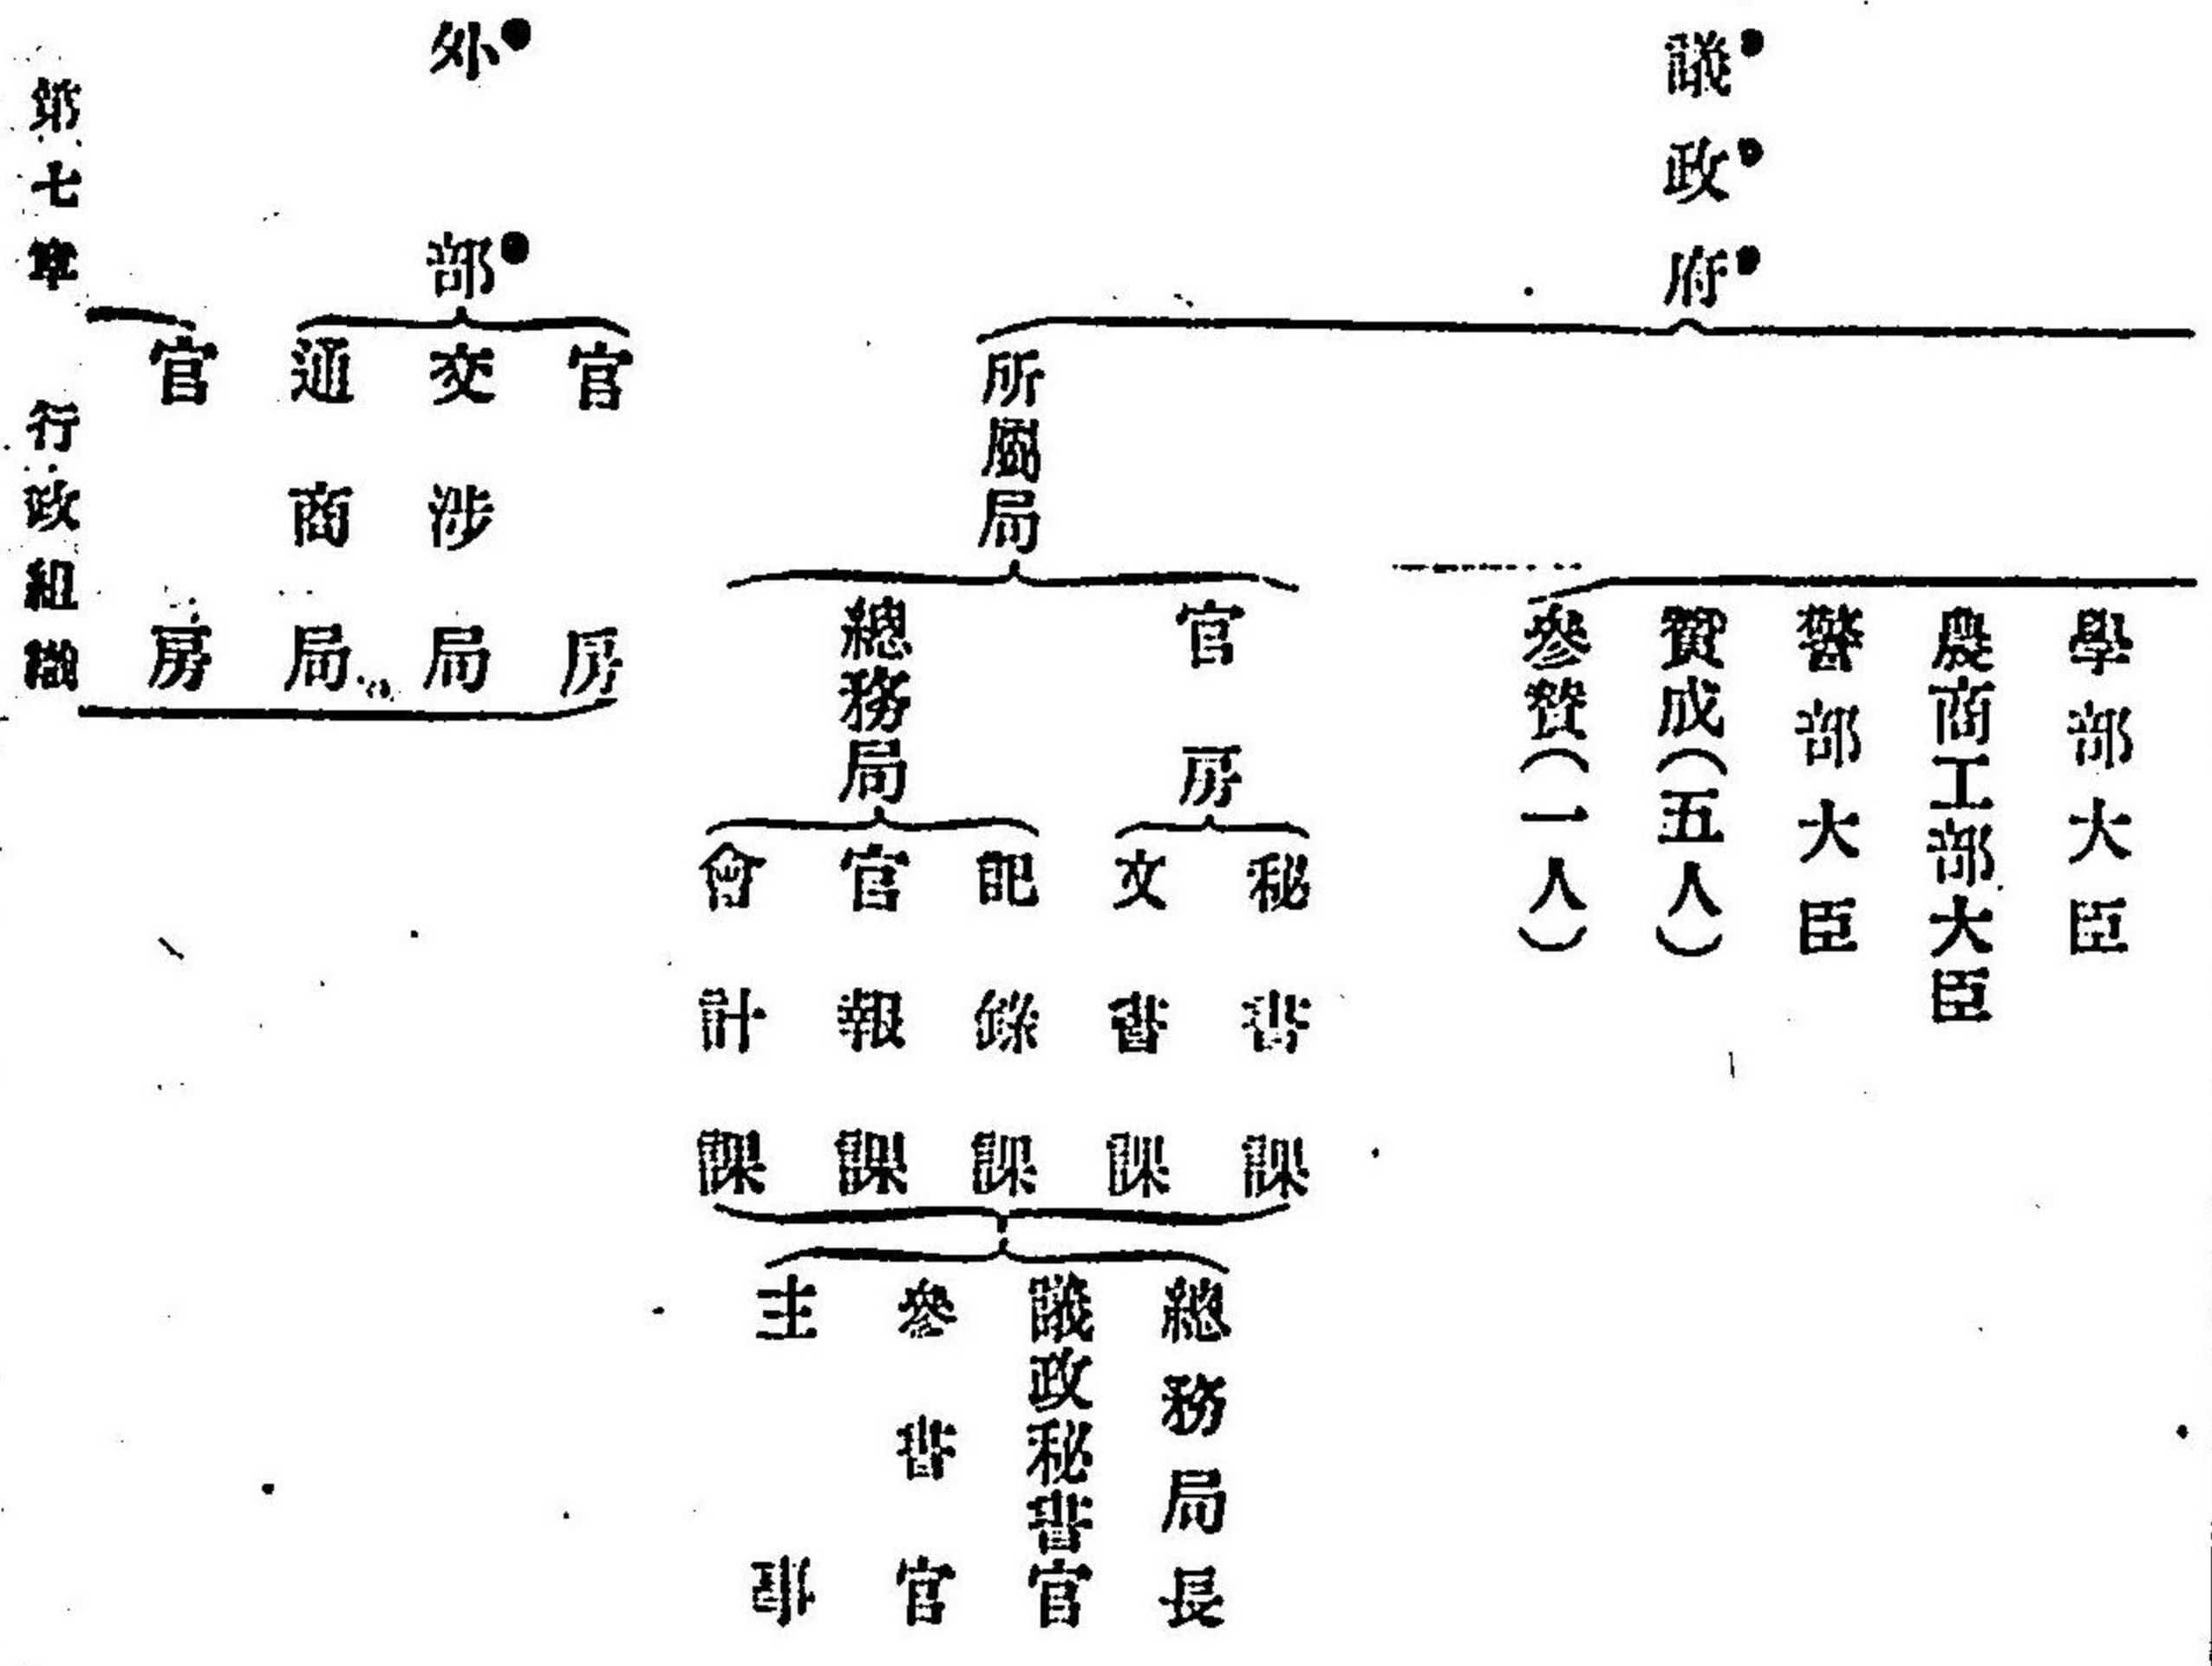 議政府
學部大臣
農商工部大臣
警部大臣
贊成(五人)
參贊(一人)
所屬局
官房
秘書課
文書課
總務局
記錄課
官報課
會計課
總務局長
議政秘書官
參書官
主事
外部
官房
交涉局
通商局
官房
第七章 行政組織